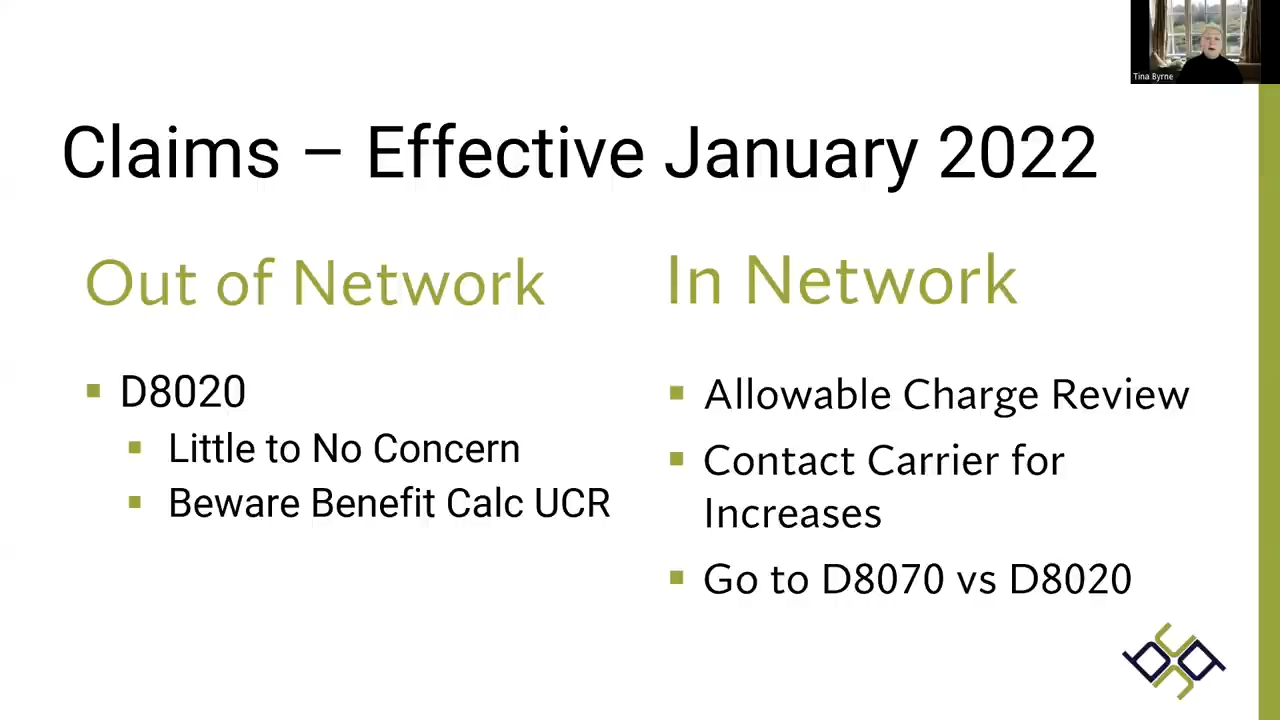 Tina Byrne
Claims – Effective January 2022
Out of Network
D8020
Little to No Concern
Beware Benefit Calc UCR
In Network
Allowable Charge Review
Contact Carrier for
Increases
Go to D8070 vs D8020